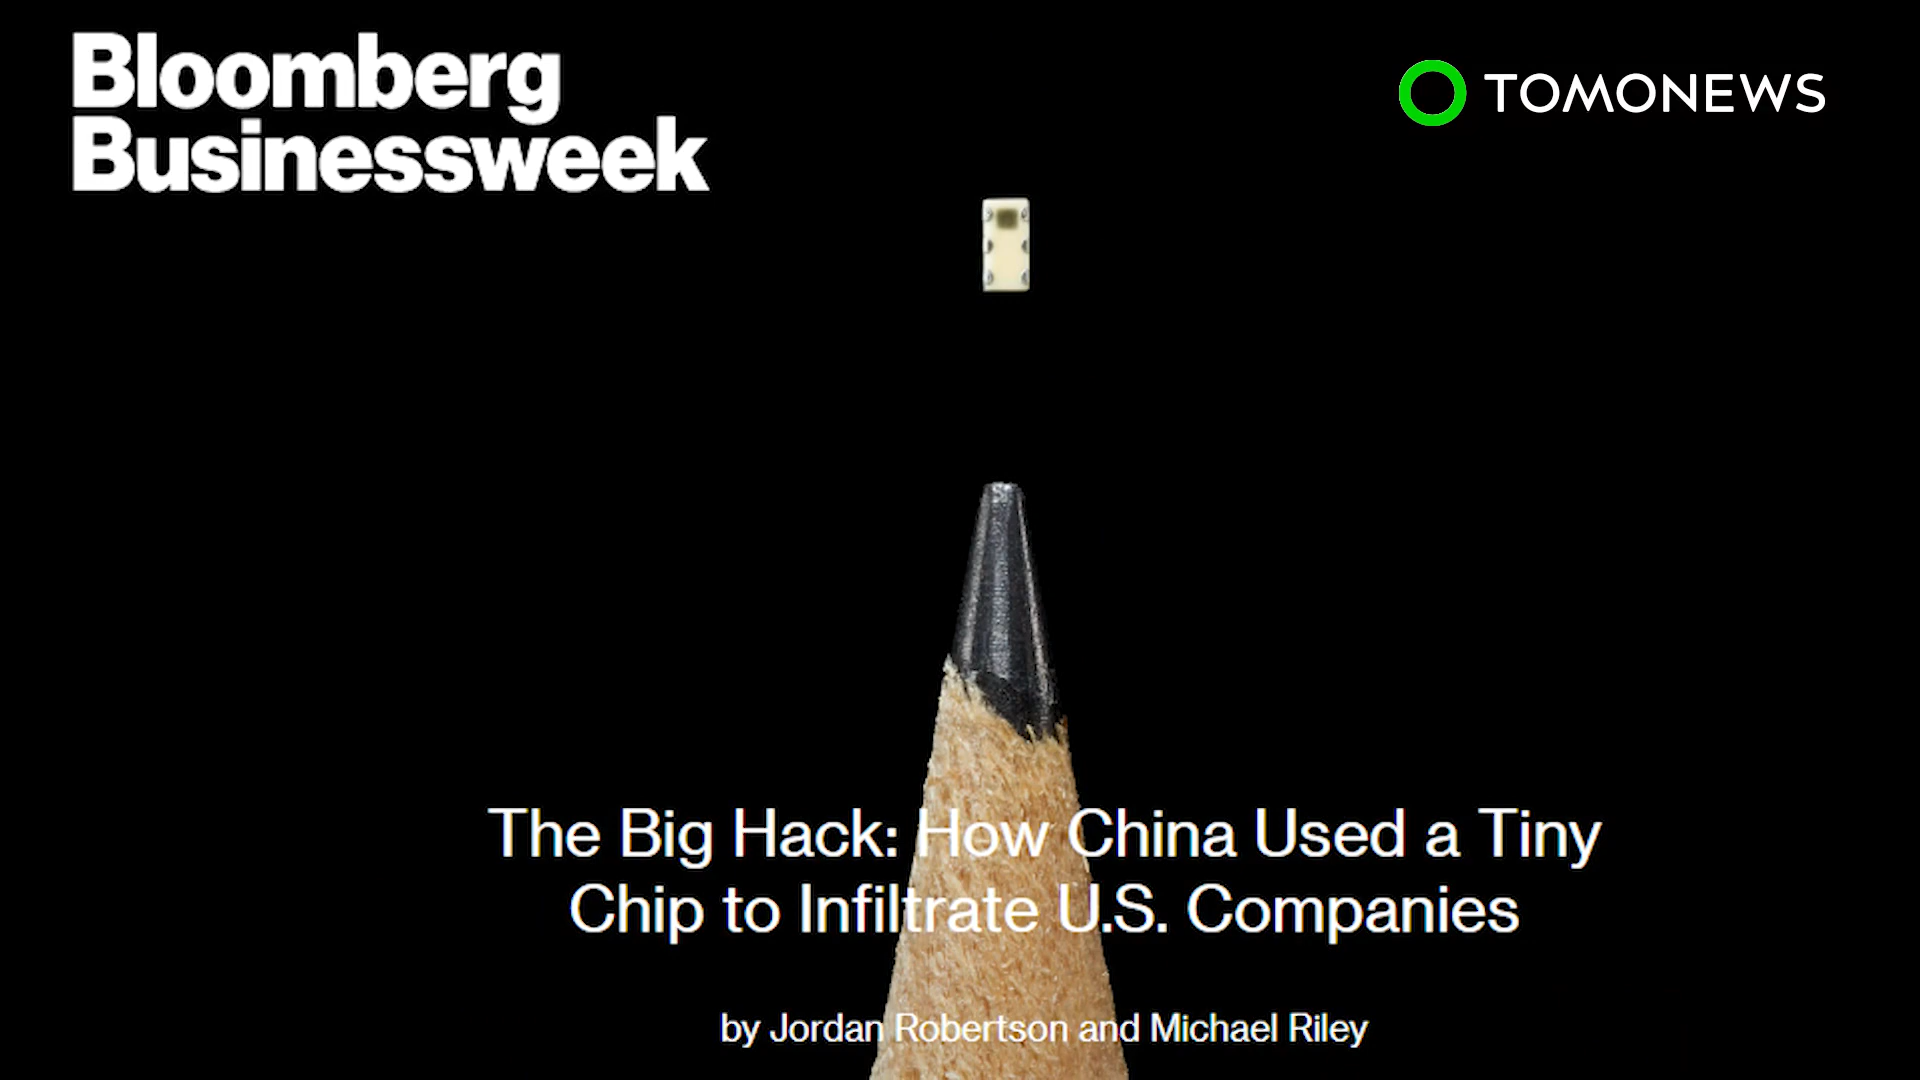 Bloomberg
Businessweek
TOMONEWS
The Big Hack: How China Used a Tiny
Chip to Infiltrate U.S. Companies
by Jordan Robertson and Michael Riley